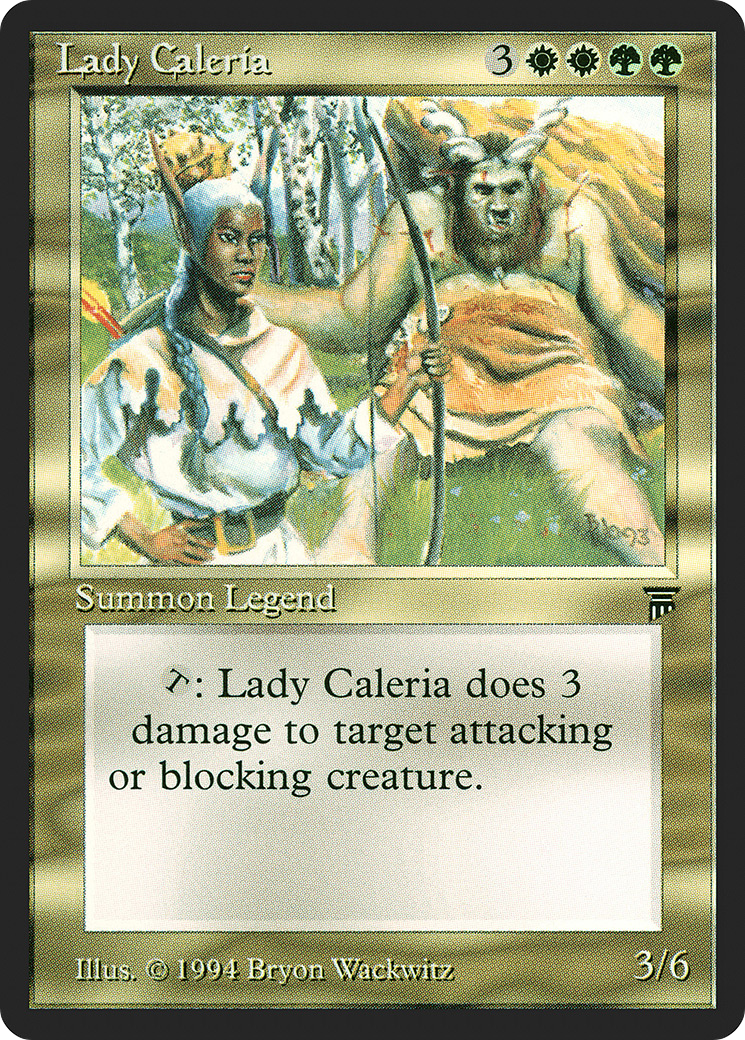 Lady Caleria 3
Summon Legend
T: Lady Caleria does 3
damage to target attacking
or blocking creature.
Illus. © 1994 Bryon Wackwitz 3/6